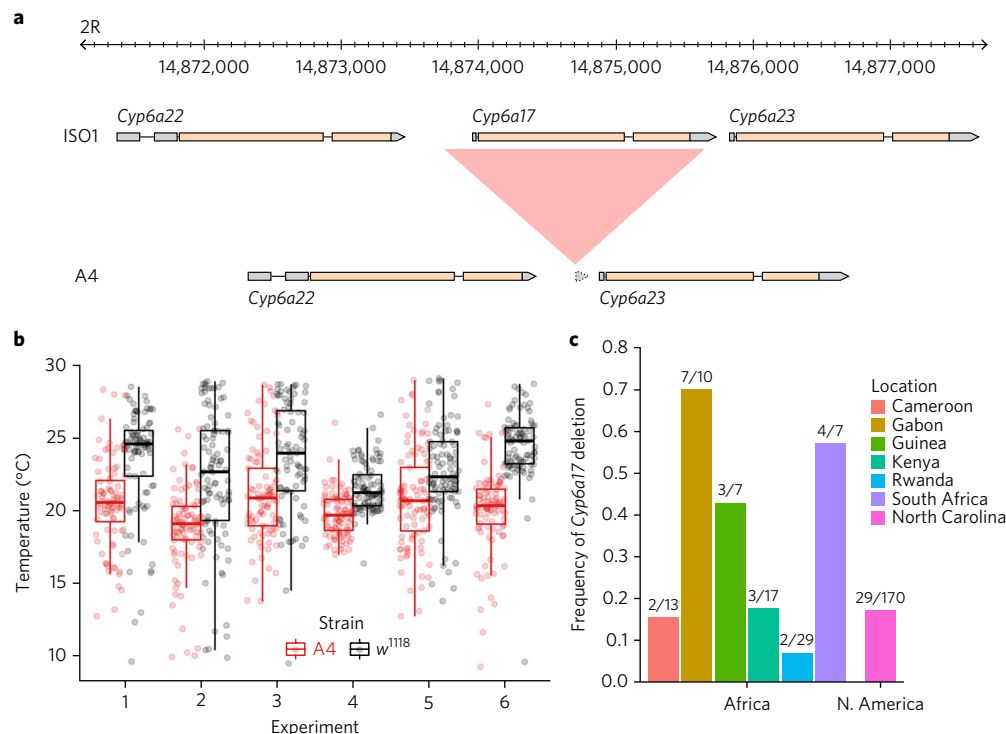 a
2R
14,872,000 14,873,000 14,874,000 14,875,000 14,876,000 14,877,000
Cyp6a22 Cyp6a17 Cyp6a23
ISO1
A4
Cyp6a22 Cyp6a23
b
Temperature (°C)
30
25
20
15
10
Strain
A4 w1118
1 2 3 4 5 6
Experiment
c
Frequency of Cyp6a17 deletion
0.8
0.7
0.6
0.5
0.4
0.3
0.2
0.1
0.0
2/13
7/10
3/7
3/17
2/29
4/7
29/170
Africa N. America
Location
Cameroon
Gabon
Guinea
Kenya
Rwanda
South Africa
North Carolina